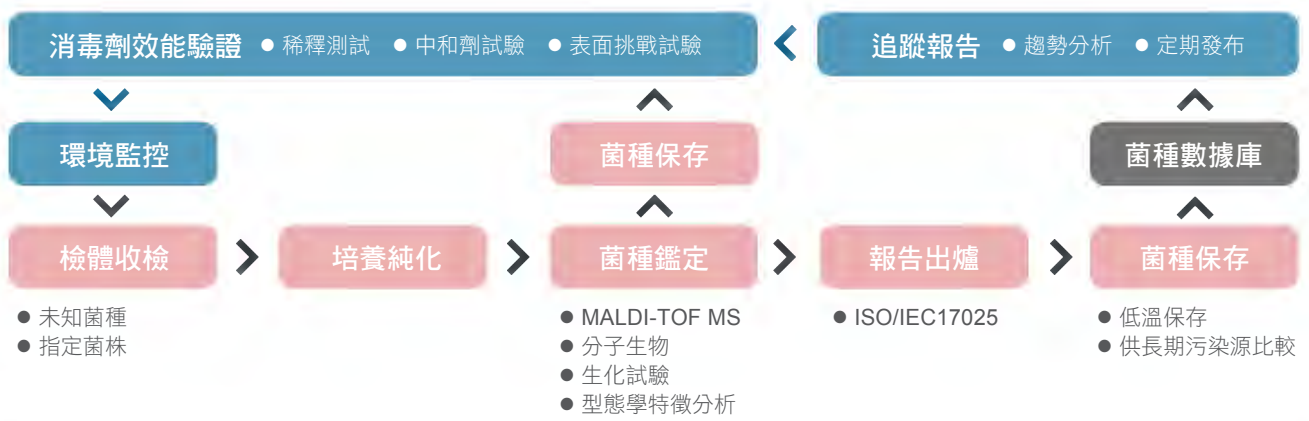 消毒劑效能驗證 ● 稀釋測試 ● 中和劑試驗 ● 表面挑戰試驗
追蹤報告 ● 趨勢分析 ● 定期發布
環境監控
菌種保存
菌種數據庫
檢體收檢
培養純化
菌種鑑定
報告出爐
菌種保存
● 未知菌種
● 指定菌株
● MALDI-TOF MS
● 分子生物
● 生化試驗
● 型態學特徵分析
● ISO/IEC17025
● 低溫保存
● 供長期污染源比較